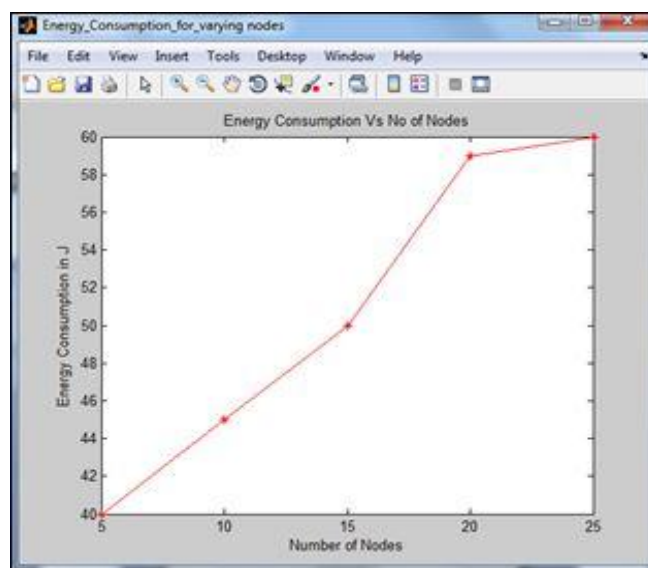 Energy_Consumption_for_varying nodes
File Edit View Insert Tools Desktop Window Help
Energy Consumption Vs No of Nodes
60
58
56
54
52
50
48
46
44
42
40
Energy Consumption in J
5 10 15 20 25
Number of Nodes